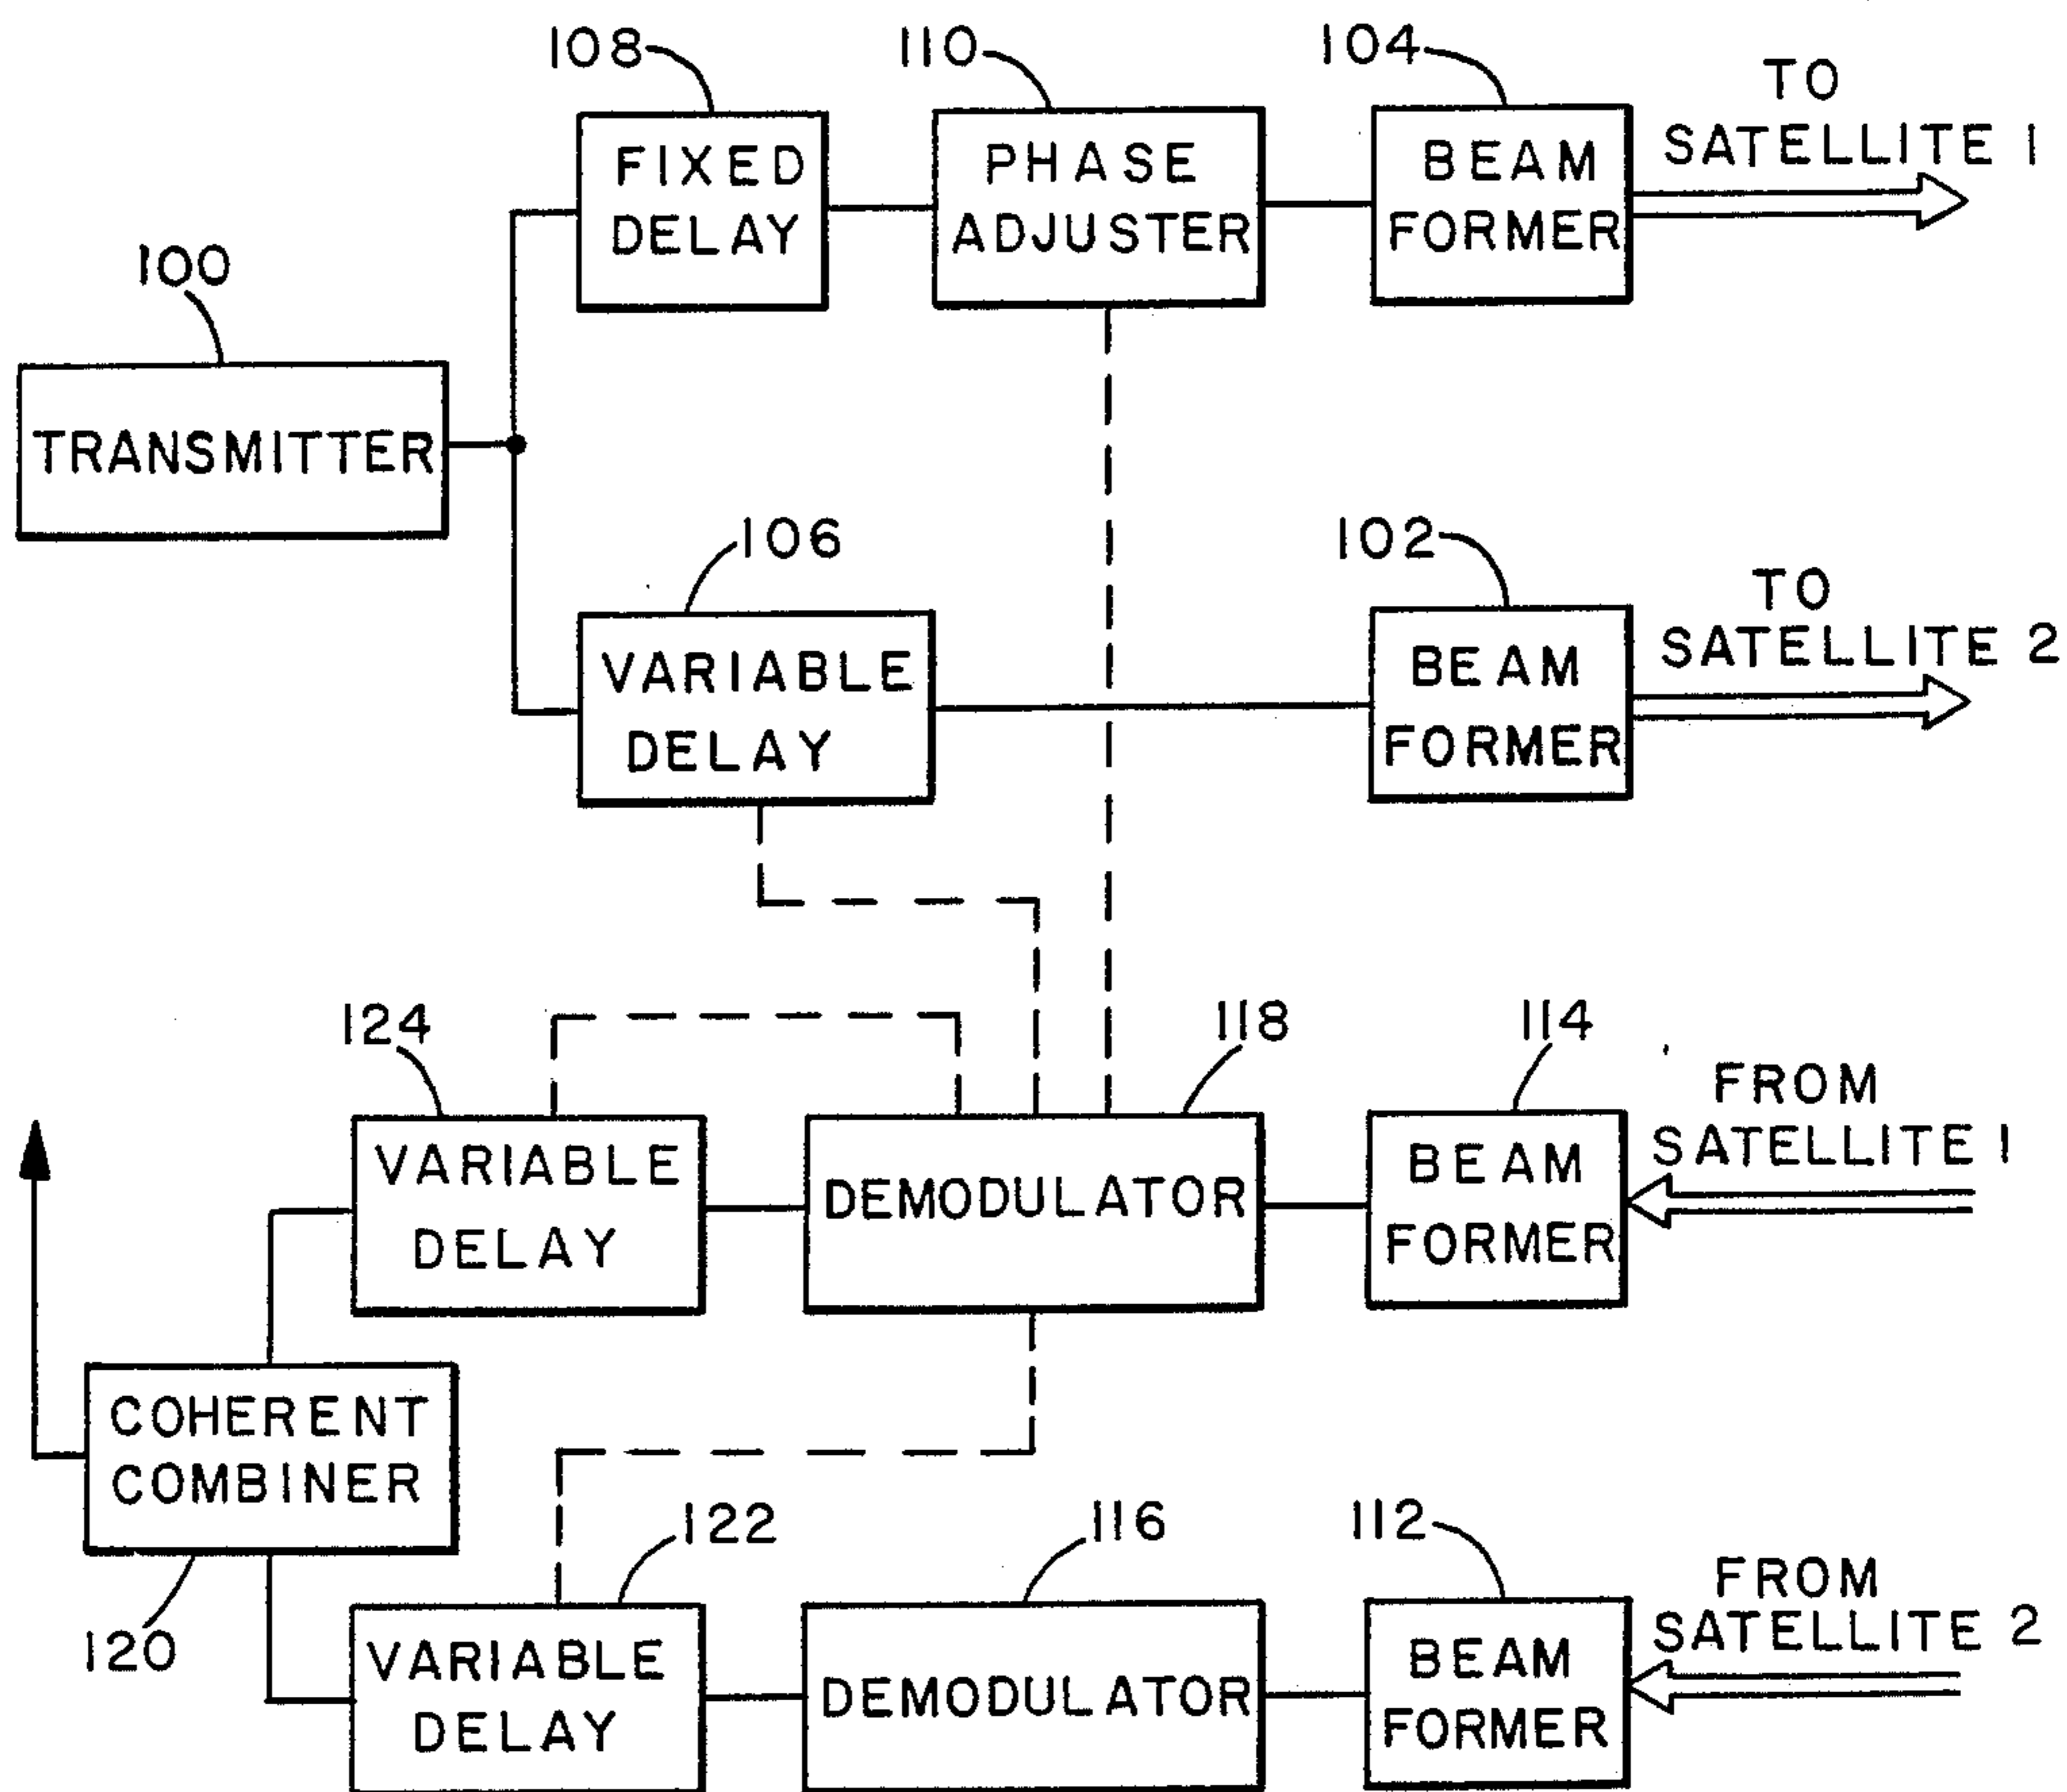 108
110
104
TO
SATELLITE 1
FIXED
DELAY
PHASE
ADJUSTER
BEAM
FORMER
100
TRANSMITTER
106
102
TO
SATELLITE 2
VARIABLE
DELAY
BEAM
FORMER
124
118
114
FROM
SATELLITE 1
VARIABLE
DELAY
DEMODULATOR
BEAM
FORMER
COHERENT
COMBINER
120
122
116
112
FROM
SATELLITE 2
VARIABLE
DELAY
DEMODULATOR
BEAM
FORMER